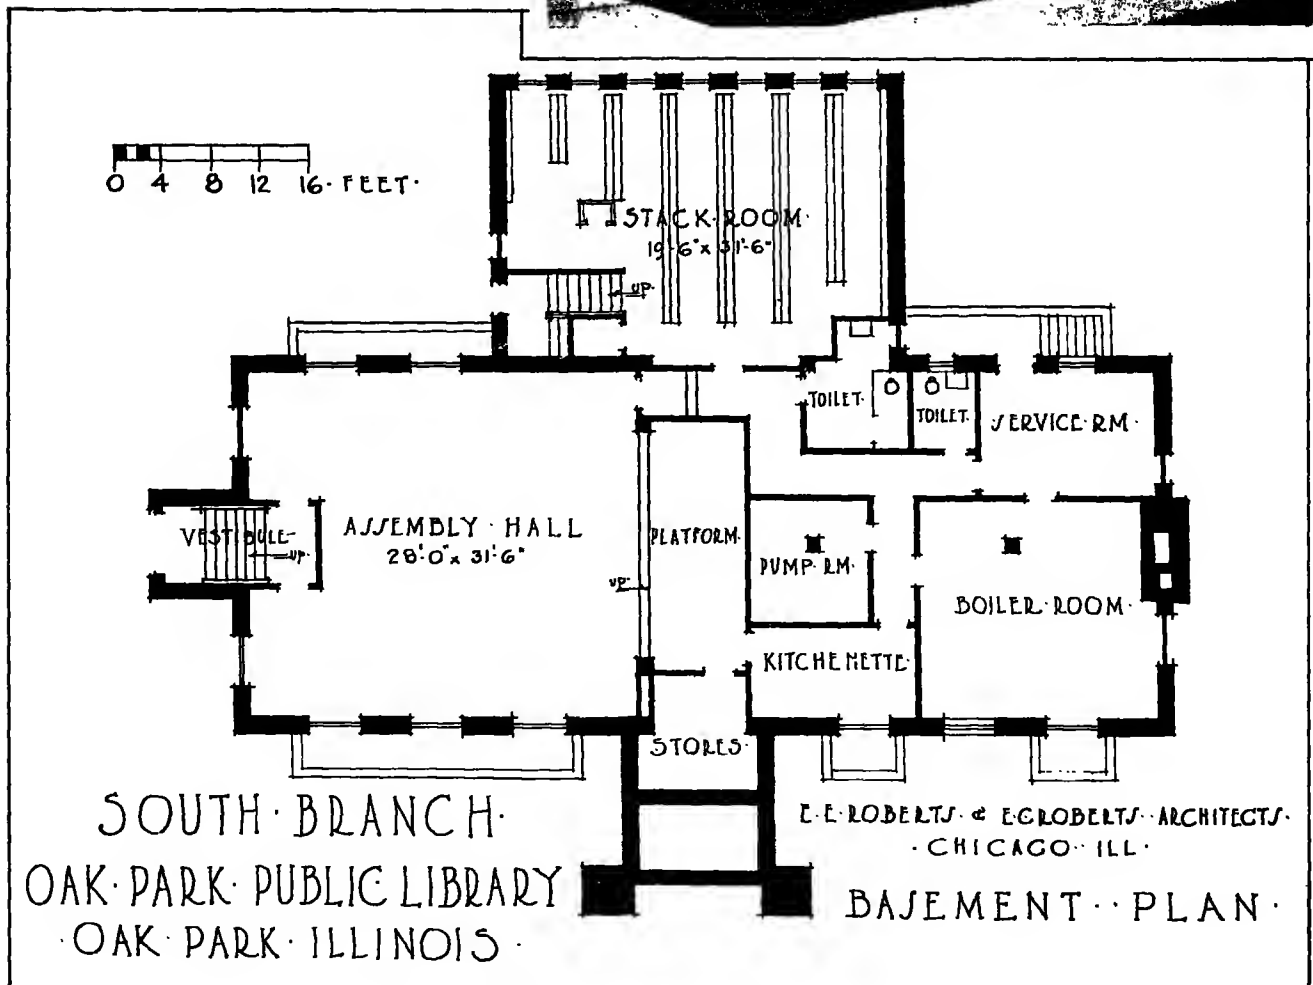 0 4 8 12 16· FEET·
STACK·ROOM·
19'-6" x 31'-6"
UP·
TOILET·
TOILET·
SERVICE·RM·
VESTIBULE·
UP·
ASSEMBLY·HALL
28'-0" x 31'-6"
UP·
PLATFORM·
PUMP·RM·
BOILER·ROOM·
KITCHENETTE·
STORES·
SOUTH·BRANCH·
OAK·PARK·PUBLIC LIBRARY
·OAK·PARK·ILLINOIS·
E·E·ROBERTS· & E·G·ROBERTS··ARCHITECTS·
·CHICAGO··ILL·
BASEMENT··PLAN·